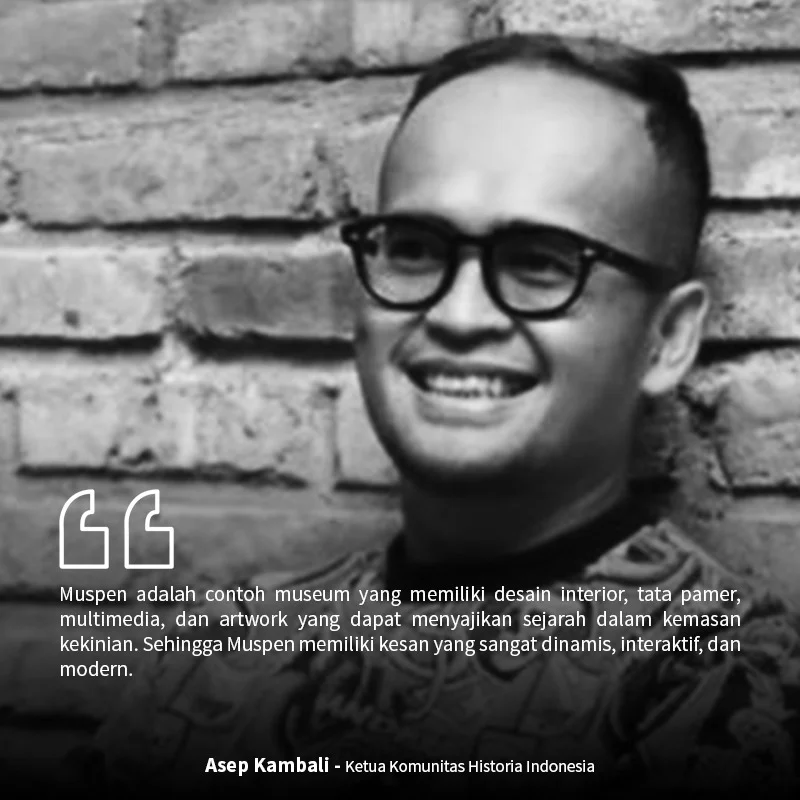 Muspen adalah contoh museum yang memiliki desain interior, tata pamer,
multimedia, dan artwork yang dapat menyajikan sejarah dalam kemasan
kekinian. Sehingga Muspen memiliki kesan yang sangat dinamis, interaktif, dan
modern.
Asep Kambali - Ketua Komunitas Historia Indonesia